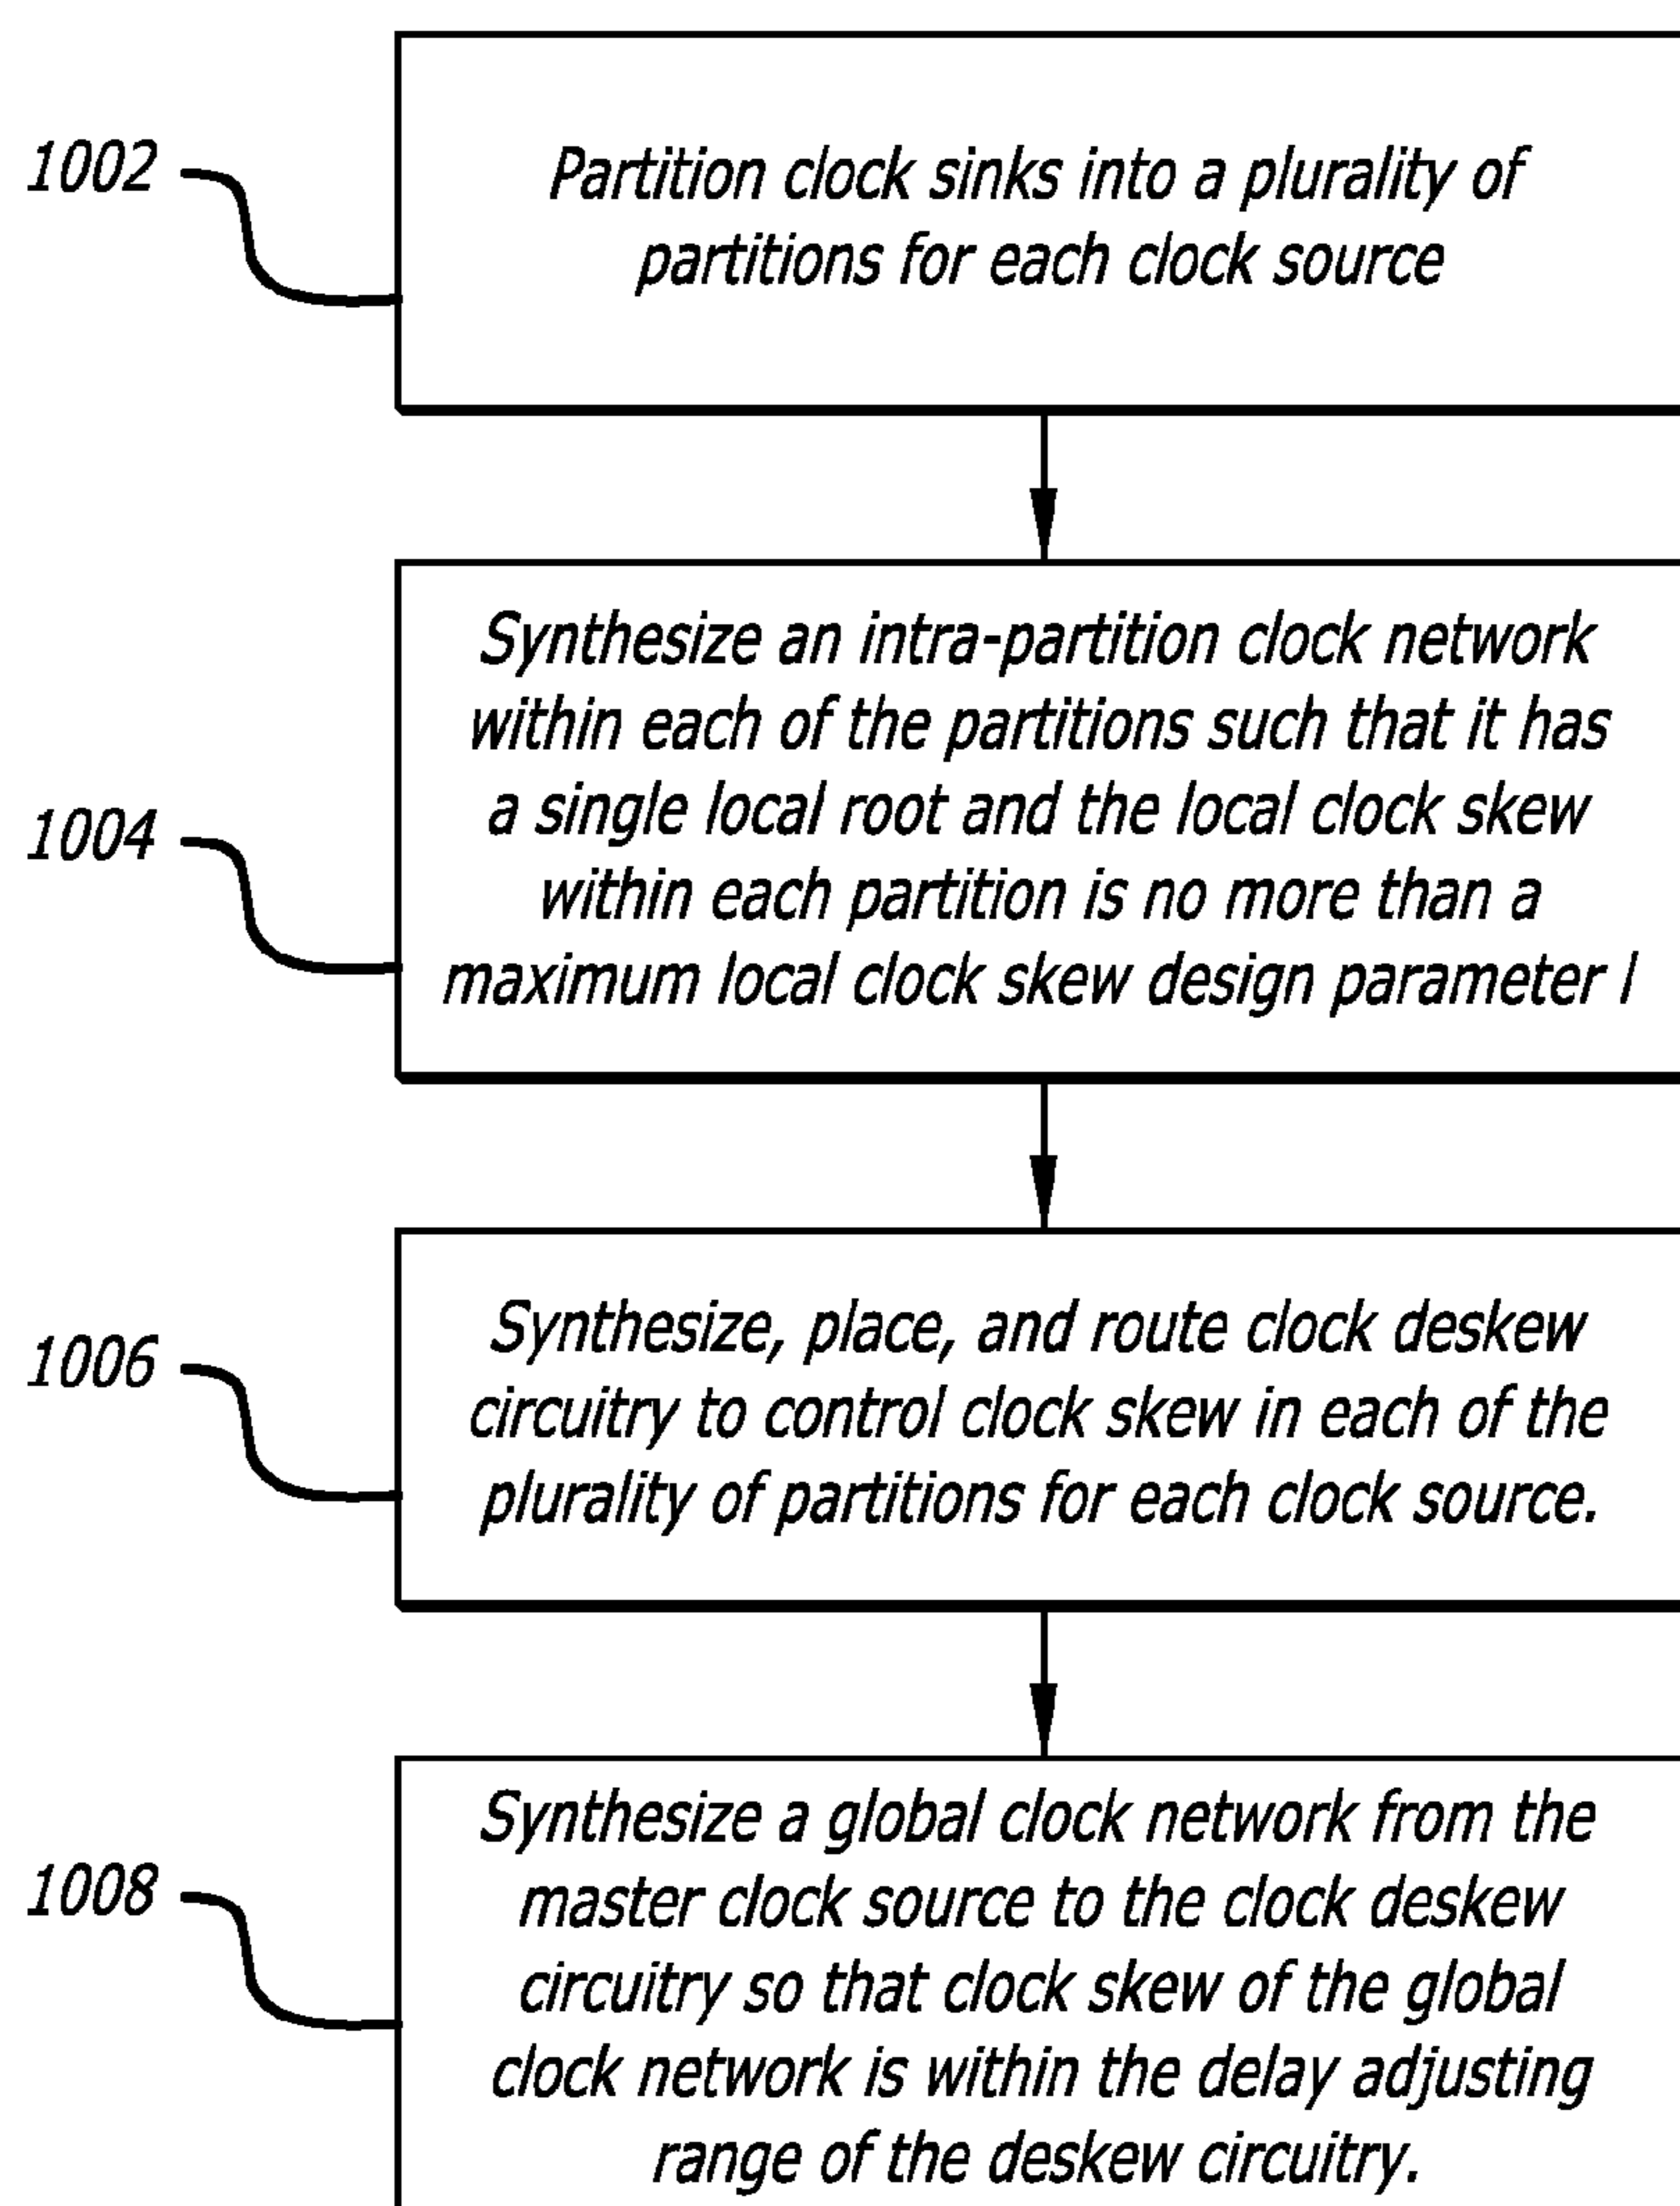 1002
Partition clock sinks into a plurality of
partitions for each clock source
1004
Synthesize an intra-partition clock network
within each of the partitions such that it has
a single local root and the local clock skew
within each partition is no more than a
maximum local clock skew design parameter l
1006
Synthesize, place, and route clock deskew
circuitry to control clock skew in each of the
plurality of partitions for each clock source.
1008
Synthesize a global clock network from the
master clock source to the clock deskew
circuitry so that clock skew of the global
clock network is within the delay adjusting
range of the deskew circuitry.